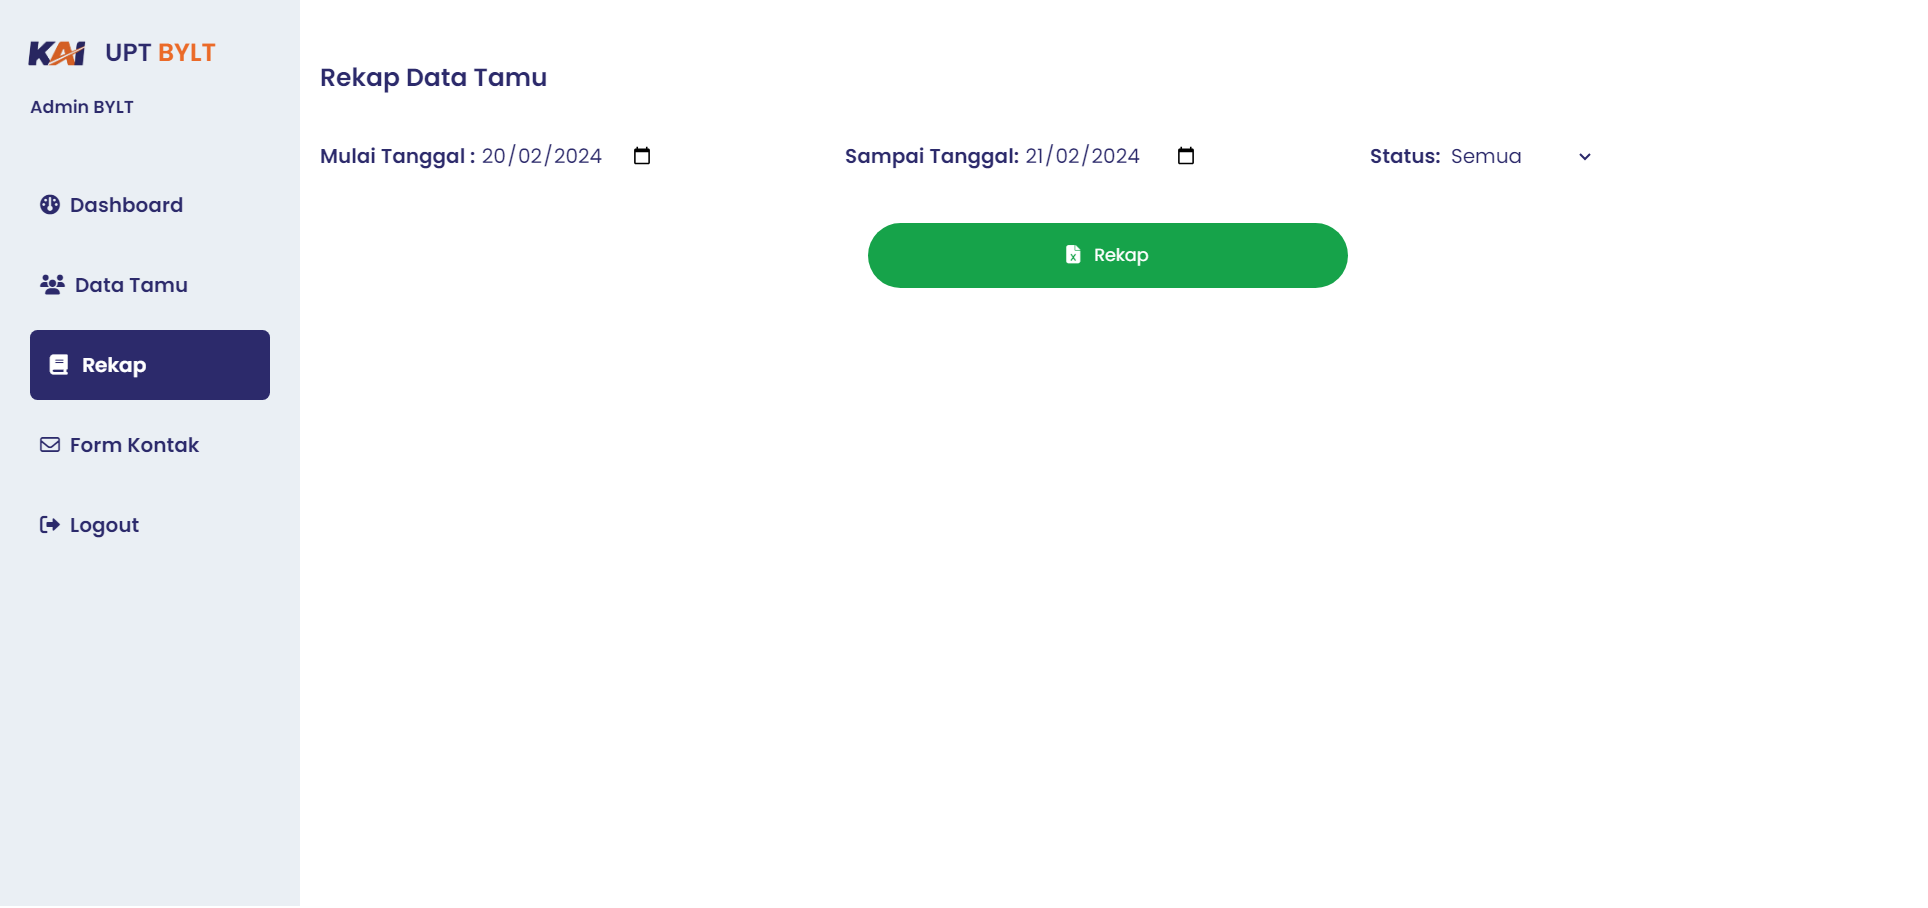 KAI UPT BYLT
Admin BYLT
Dashboard
Data Tamu
Rekap
Form Kontak
Logout
Rekap Data Tamu
Mulai Tanggal : 20/02/2024
Sampai Tanggal: 21/02/2024
Status: Semua
Rekap